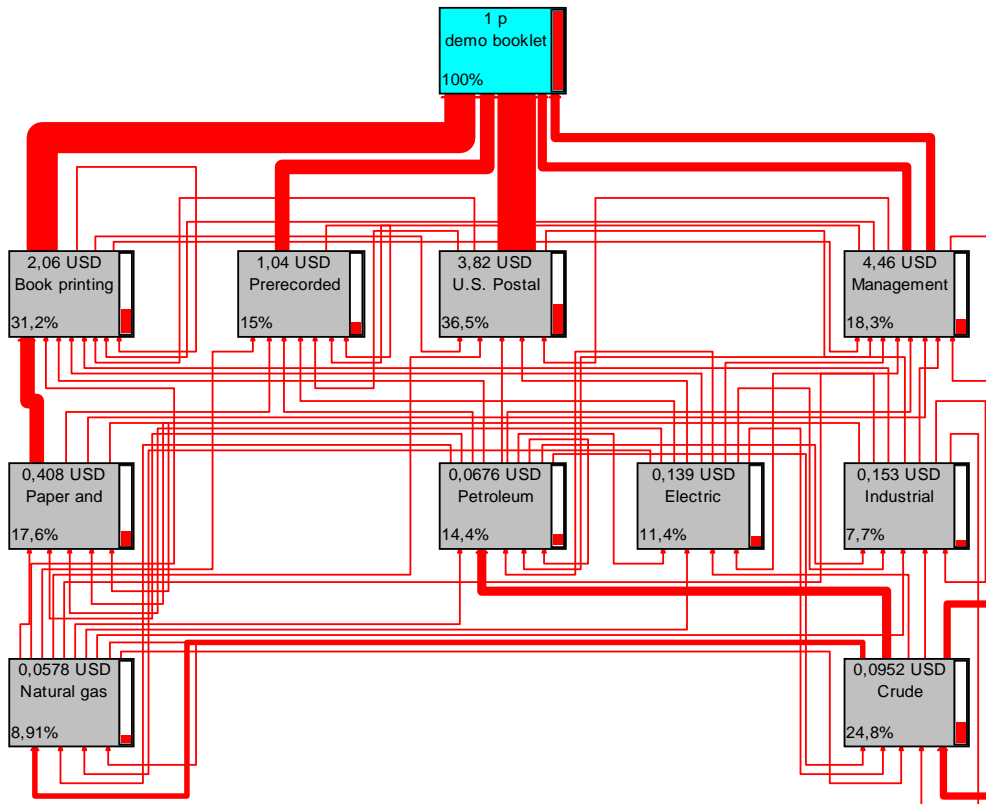 1 p
demo booklet
100%
2,06 USD
Book printing
31,2%
1,04 USD
Prerecorded
15%
3,82 USD
U.S. Postal
36,5%
4,46 USD
Management
18,3%
0,408 USD
Paper and
17,6%
0,0676 USD
Petroleum
14,4%
0,139 USD
Electric
11,4%
0,153 USD
Industrial
7,7%
0,0578 USD
Natural gas
8,91%
0,0952 USD
Crude
24,8%